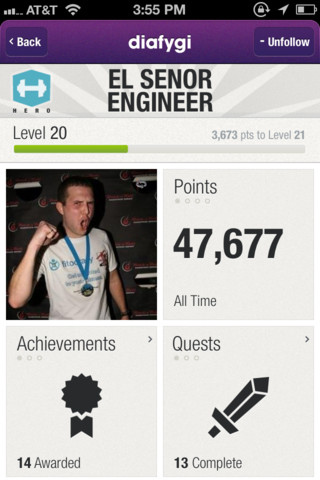 AT&T 3:55 PM
Back diafygi - Unfollow
HERO
EL SENOR
ENGINEER
Level 20 3,673 pts to Level 21
Points
47,677
All Time
Achievements
14 Awarded
Quests
13 Complete